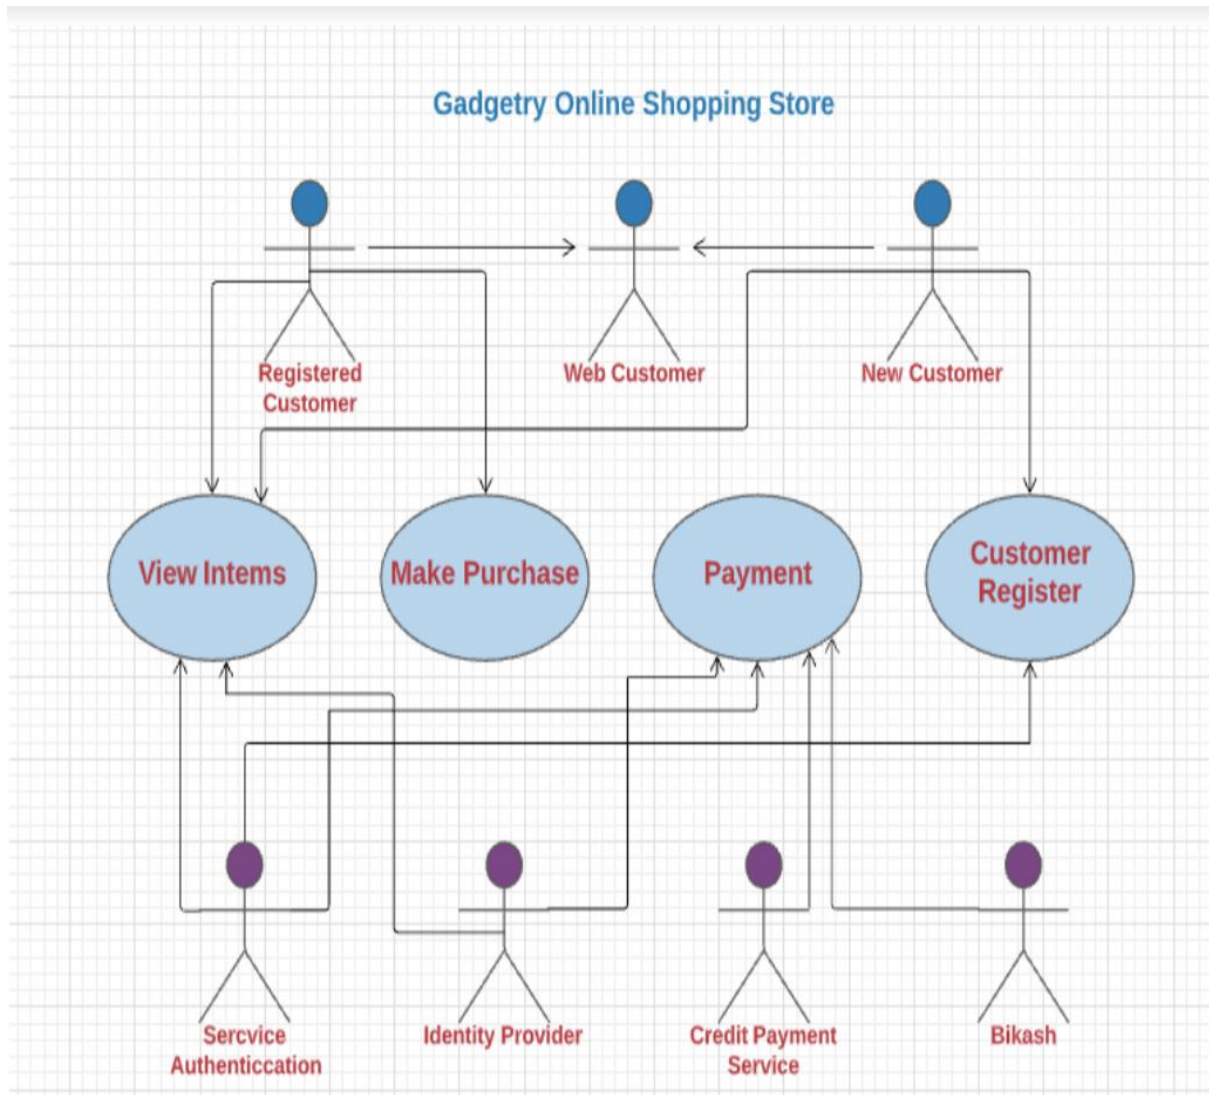 Gadgetry Online Shopping Store
Registered
Customer
Web Customer
New Customer
View Intems
Make Purchase
Payment
Customer
Register
Sercvice
Authenticcation
Identity Provider
Credit Payment
Service
Bikash